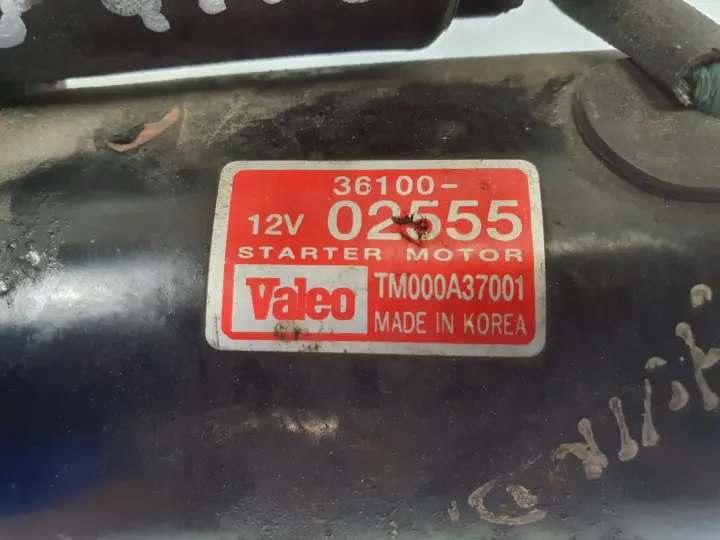 36100-
12V 02555
STARTER MOTOR
Valeo TM000A37001
MADE IN KOREA